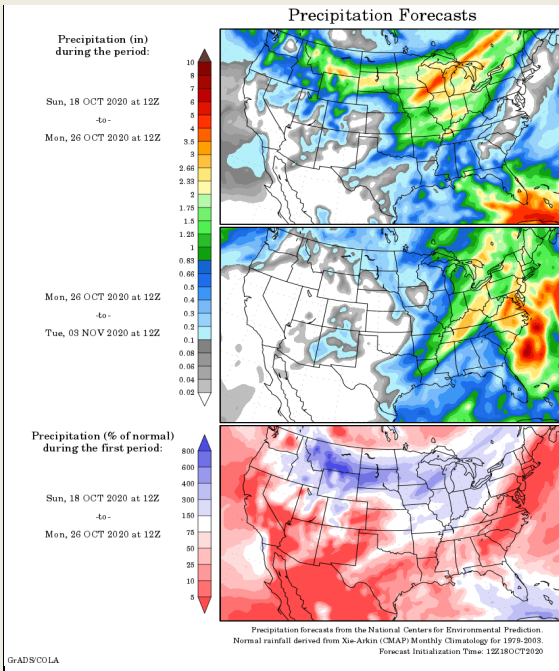 Precipitation Forecasts
Precipitation (in)
during the period:
Sun, 18 OCT 2020 at 12Z
-to-
Mon, 26 OCT 2020 at 12Z
10
8
7
6
5
4
3.5
3
2.66
2.33
2
1.75
1.5
1.25
1
0.83
0.66
0.5
0.4
0.3
0.2
0.1
0.08
0.06
0.04
0.02
Mon, 26 OCT 2020 at 12Z
-to-
Tue, 03 NOV 2020 at 12Z
Precipitation (% of normal)
during the first period:
Sun, 18 OCT 2020 at 12Z
-to-
Mon, 26 OCT 2020 at 12Z
800
600
400
300
150
75
50
25
10
5
Precipitation forecasts from the National Centers for Environmental Prediction.
Normal rainfall derived from Xie-Arkin (CMAP) Monthly Climatology for 1979-2003.
Forecast Initialization Time: 12Z18OCT2020
GrADS/COLA